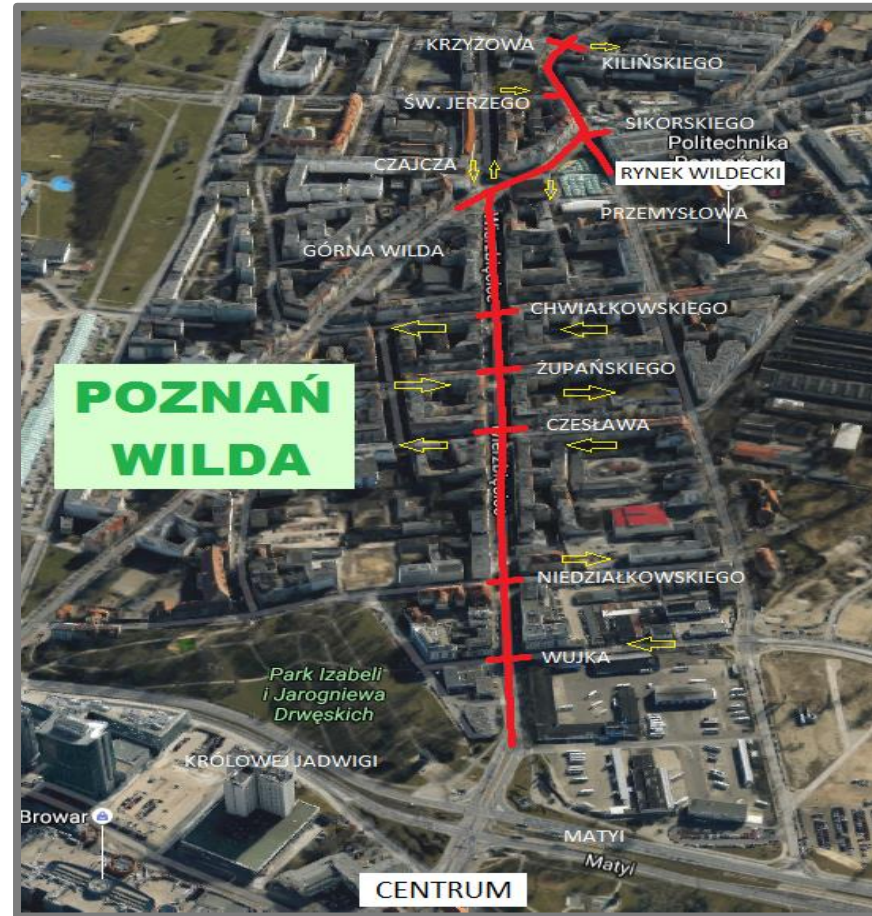 KRZYŻOWA
KILIŃSKIEGO
ŚW. JERZEGO
SIKORSKIEGO
Politechnika
RYNEK WILDECKI
CZAJCZA
PRZEMYSŁOWA
GÓRNA WILDA
CHWIAŁKOWSKIEGO
ŻUPAŃSKIEGO
POZNAŃ
WILDA
CZESŁAWA
Wierzbięcice
NIEDZIAŁKOWSKIEGO
WUJKA
Park Izabeli
i Jarogniewa
Drwęskich
KRÓLOWEJ JADWIGI
Browar
MATYI
Matyi
CENTRUM